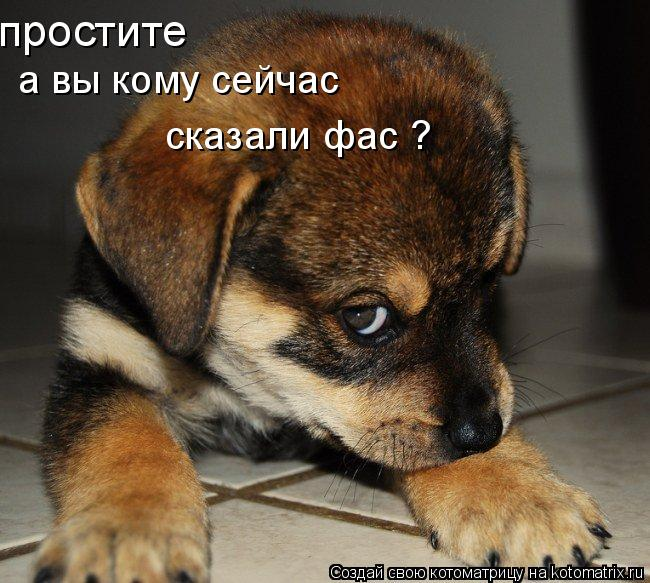 простите
а вы кому сейчас
сказали фас ?
Создай свою котоматрицу на kotomatrix.ru